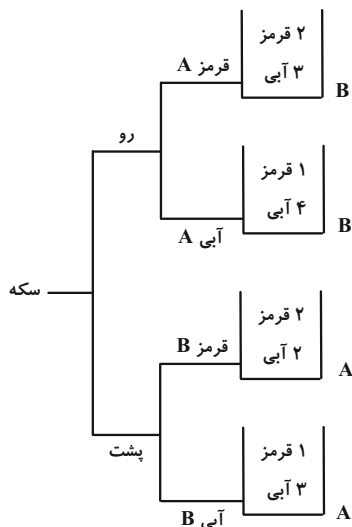 ۲ قرمز
۳ آبی
B
قرمز A
رو
۱ قرمز
۴ آبی
B
آبی A
سکه
۲ قرمز
۲ آبی
A
قرمز B
پشت
۱ قرمز
۳ آبی
A
آبی B